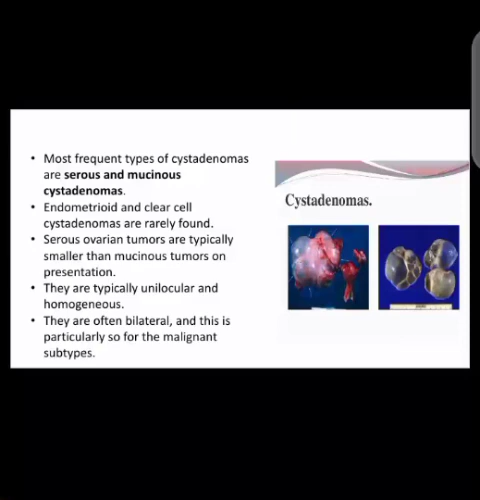 • Most frequent types of cystadenomas
are serous and mucinous
cystadenomas.
• Endometrioid and clear cell
cystadenomas are rarely found.
• Serous ovarian tumors are typically
smaller than mucinous tumors on
presentation.
• They are typically unilocular and
homogeneous.
• They are often bilateral, and this is
particularly so for the malignant
subtypes.
Cystadenomas.